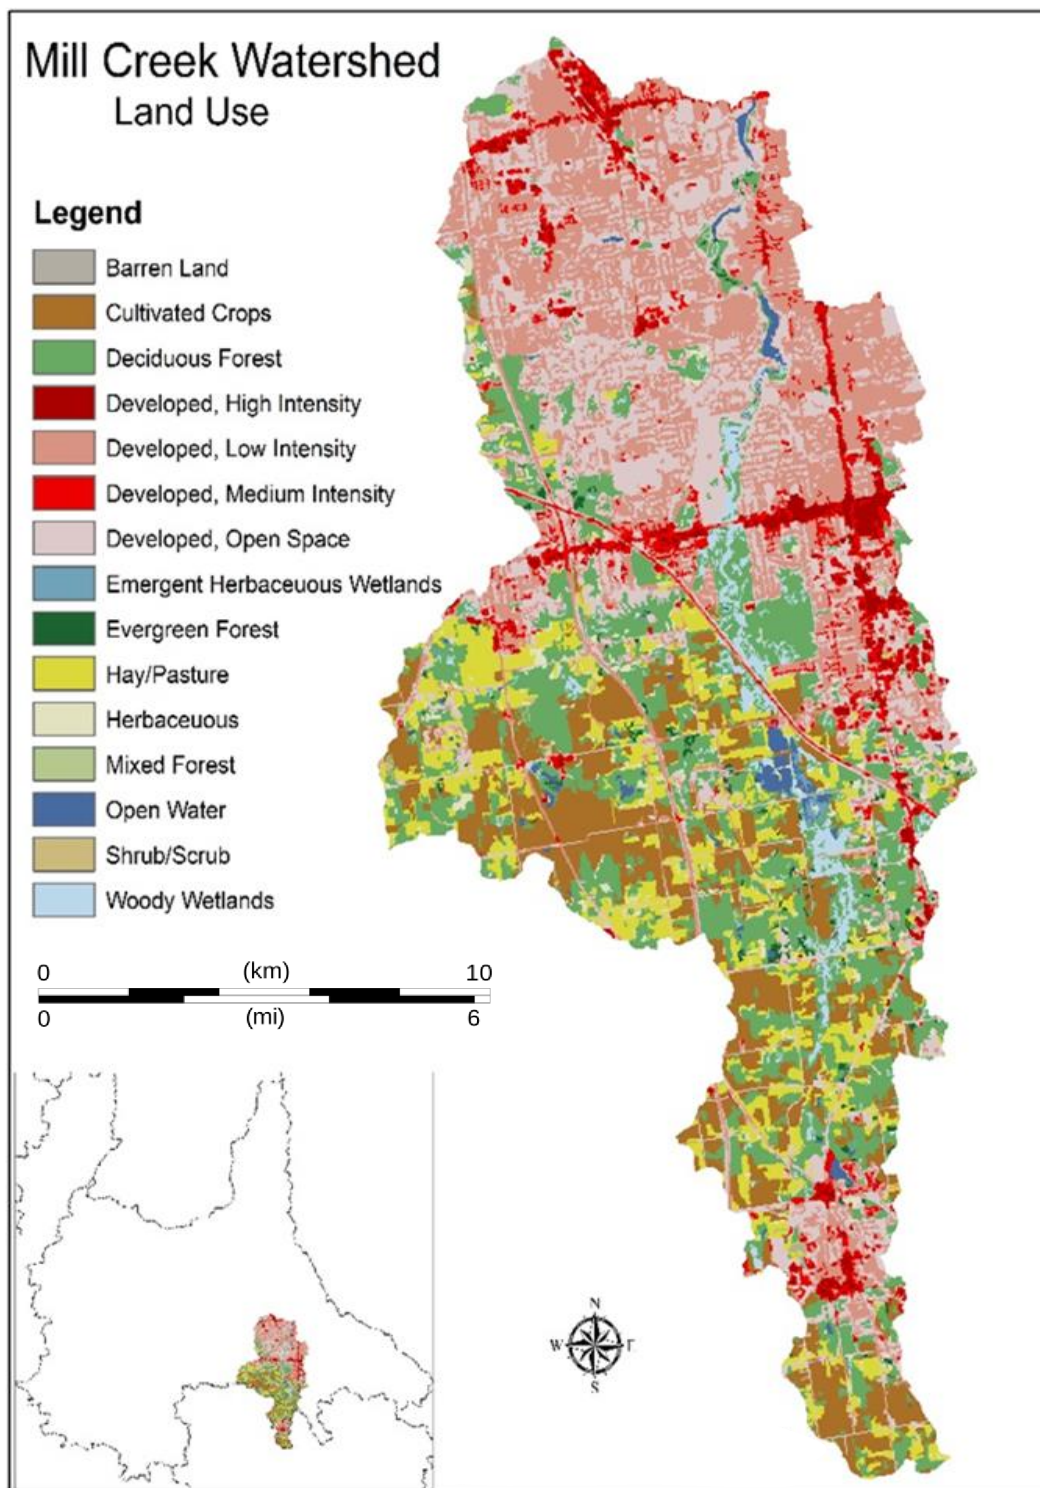 Mill Creek Watershed
Land Use
Legend
Barren Land
Cultivated Crops
Deciduous Forest
Developed, High Intensity
Developed, Low Intensity
Developed, Medium Intensity
Developed, Open Space
Emergent Herbaceuous Wetlands
Evergreen Forest
Hay/Pasture
Herbaceuous
Mixed Forest
Open Water
Shrub/Scrub
Woody Wetlands
0 (km) 10
0 (mi) 6
N
W
S